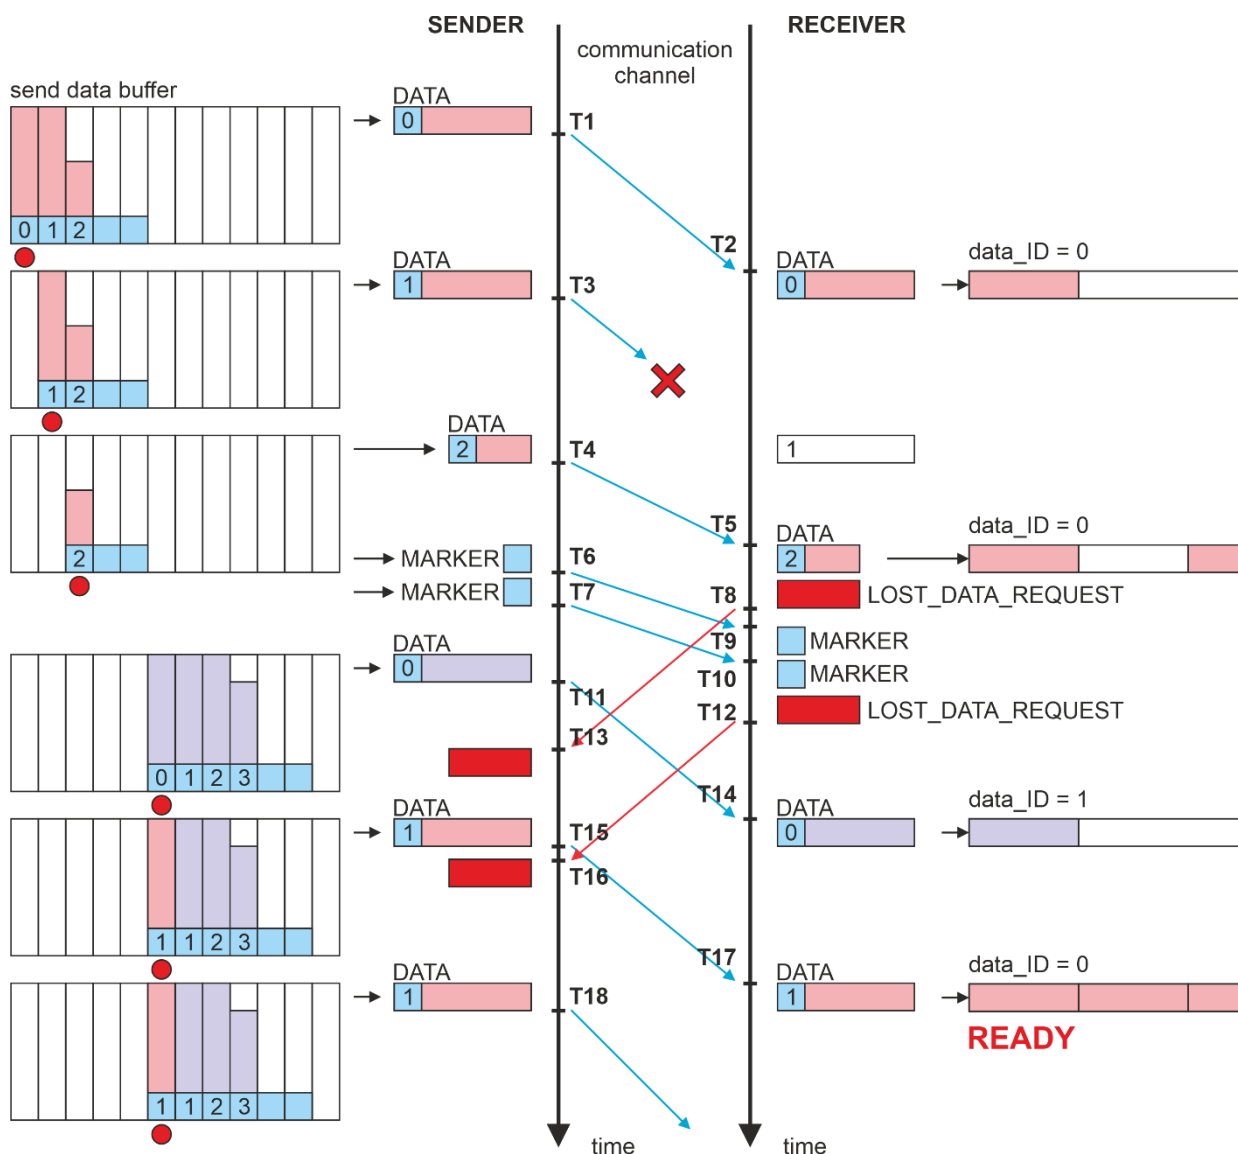 SENDER
RECEIVER
communication
channel
send data buffer
DATA
0
T1
0 1 2
T2
DATA
1
T3
DATA
0
data_ID = 0
1 2
DATA
2
T4
1
T5
DATA
2
data_ID = 0
2
MARKER
T6
MARKER
T7
T8
LOST_DATA_REQUEST
T9
MARKER
T10
MARKER
DATA
0
T11
T12
LOST_DATA_REQUEST
T13
0 1 2 3
T14
DATA
0
data_ID = 1
DATA
1
T15
T16
1 1 2 3
T17
DATA
1
data_ID = 0
READY
DATA
1
T18
1 1 2 3
time
time